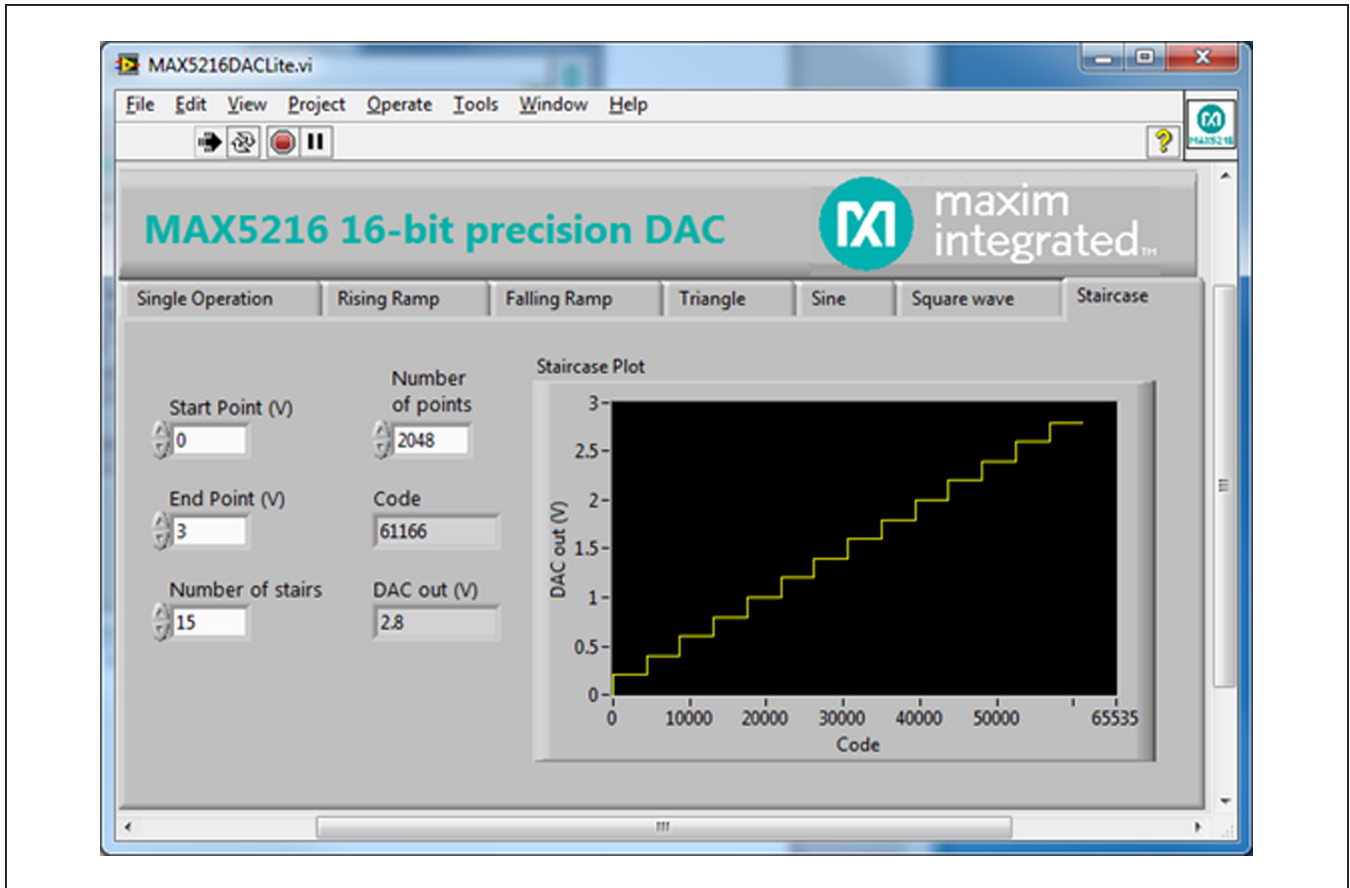 MAX5216DACLite.vi
File Edit View Project Operate Tools Window Help
MAX5216
MAX5216 16-bit precision DAC
maxim
integrated™
Single Operation Rising Ramp Falling Ramp Triangle Sine Square wave Staircase
Start Point (V)
0
End Point (V)
3
Number of stairs
15
Number
of points
2048
Code
61166
DAC out (V)
2.8
Staircase Plot
DAC out (V)
3
2.5
2
1.5
1
0.5
0
0 10000 20000 30000 40000 50000 65535
Code